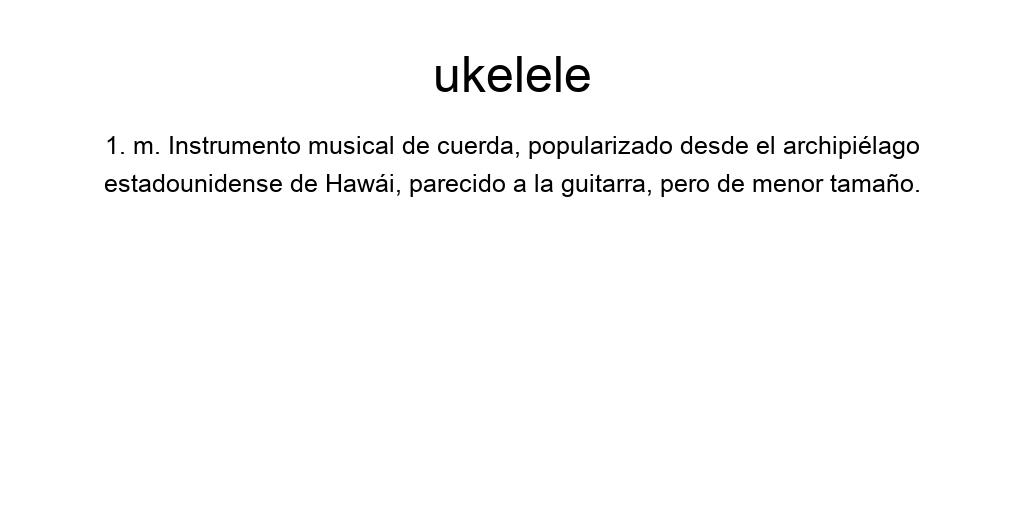 ukelele
1. m. Instrumento musical de cuerda, popularizado desde el archipiélago
estadounidense de Hawái, parecido a la guitarra, pero de menor tamaño.